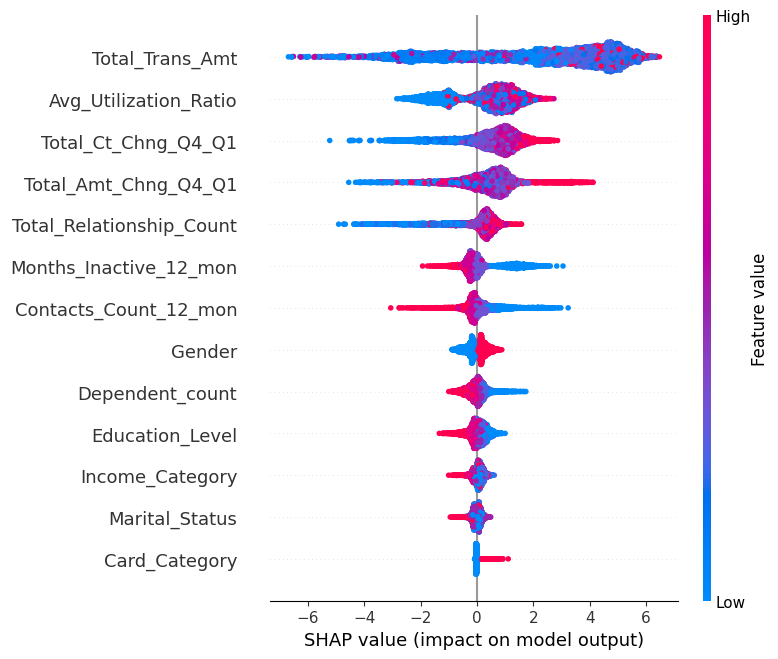 High
Total_Trans_Amt
Avg_Utilization_Ratio
Total_Ct_Chng_Q4_Q1
Total_Amt_Chng_Q4_Q1
Total_Relationship_Count
Months_Inactive_12_mon
Contacts_Count_12_mon
Gender
Dependent_count
Education_Level
Income_Category
Marital_Status
Card_Category
Feature value
Low
−6 −4 −2 0 2 4 6
SHAP value (impact on model output)